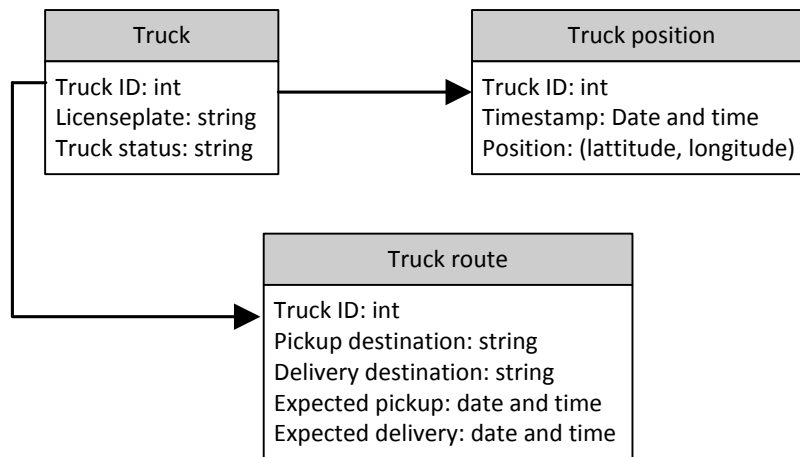 Truck
Truck ID: int
Licenseplate: string
Truck status: string
Truck position
Truck ID: int
Timestamp: Date and time
Position: (lattitude, longitude)
Truck route
Truck ID: int
Pickup destination: string
Delivery destination: string
Expected pickup: date and time
Expected delivery: date and time